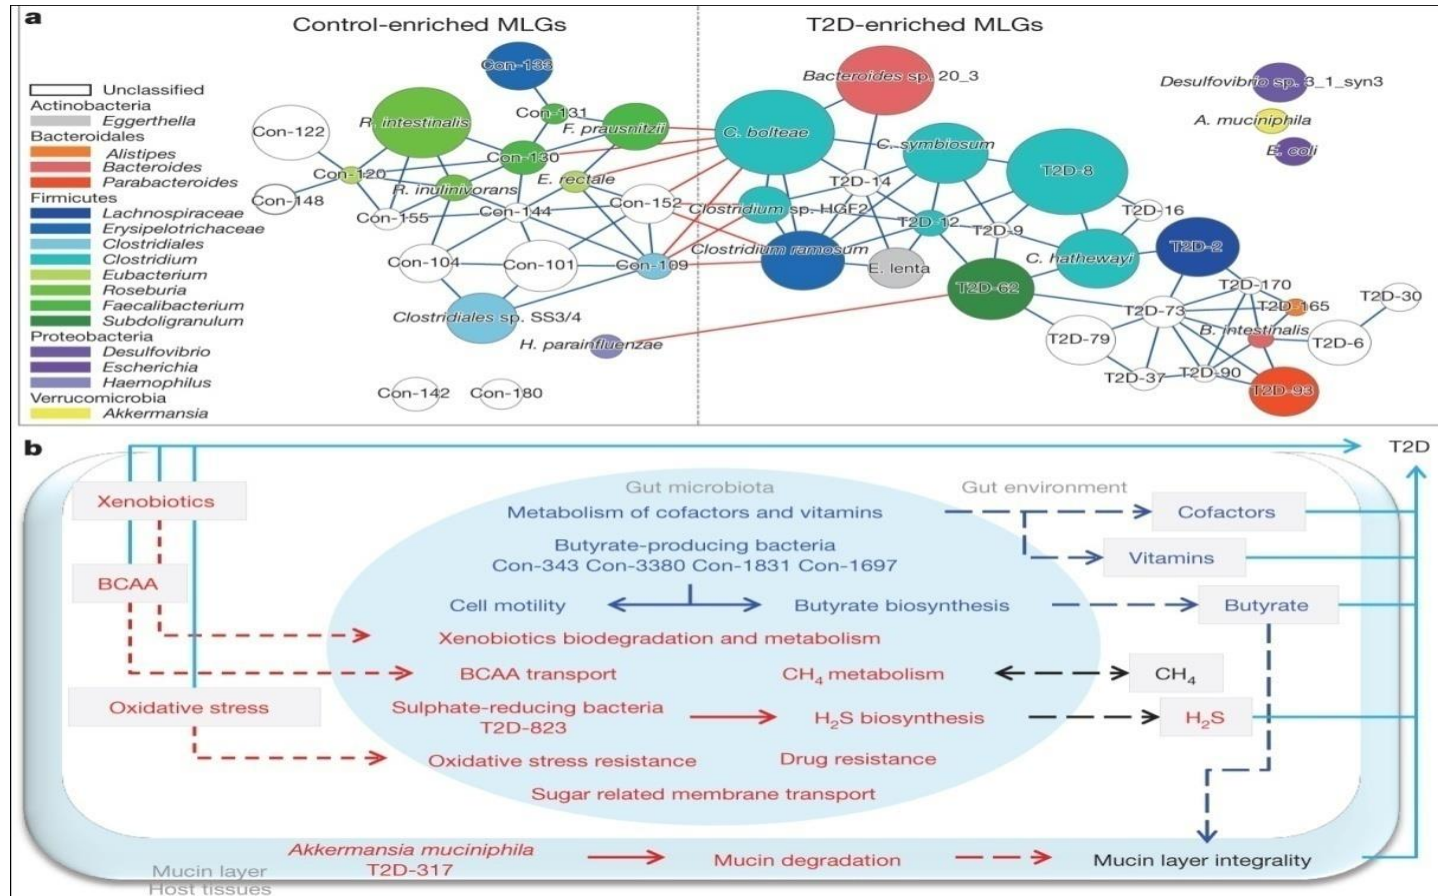 a
Control-enriched MLGs
T2D-enriched MLGs
Unclassified
Actinobacteria
Eggerthella
Bacteroidales
Alistipes
Bacteroides
Parabacteroides
Firmicutes
Lachnospiraceae
Erysipelotrichaceae
Clostridiales
Clostridium
Eubacterium
Roseburia
Faecalibacterium
Subdoligranulum
Proteobacteria
Desulfovibrio
Escherichia
Haemophilus
Verrucomicrobia
Akkermansia
Con-133
Con-122
R. intestinalis
Con-131
F. prausnitzii
Con-130
Con-120
R. inulinivorans
E. rectale
Con-148
Con-155
Con-144
Con-152
Con-104
Con-101
Con-109
Clostridiales sp. SS3/4
H. parainfluenzae
Con-142
Con-180
Bacteroides sp. 20_3
Desulfovibrio sp. 3_1_syn3
A. muciniphila
E. coli
C. bolteae
C. symbiosum
T2D-8
T2D-14
Clostridium sp. HGF2
T2D-12
T2D-9
T2D-16
Clostridium ramosum
E. lenta
C. hathewayi
T2D-2
T2D-62
T2D-170
T2D-165
T2D-30
T2D-73
B. intestinalis
T2D-79
T2D-6
T2D-37
T2D-90
T2D-93
b
T2D
Xenobiotics
BCAA
Oxidative stress
Gut microbiota
Gut environment
Metabolism of cofactors and vitamins
Cofactors
Butyrate-producing bacteria
Con-343 Con-3380 Con-1831 Con-1697
Vitamins
Cell motility
Butyrate biosynthesis
Butyrate
Xenobiotics biodegradation and metabolism
BCAA transport
CH₄ metabolism
CH₄
Sulphate-reducing bacteria
T2D-823
H₂S biosynthesis
H₂S
Oxidative stress resistance
Drug resistance
Sugar related membrane transport
Akkermansia muciniphila
T2D-317
Mucin degradation
Mucin layer integrality
Mucin layer
Host tissues